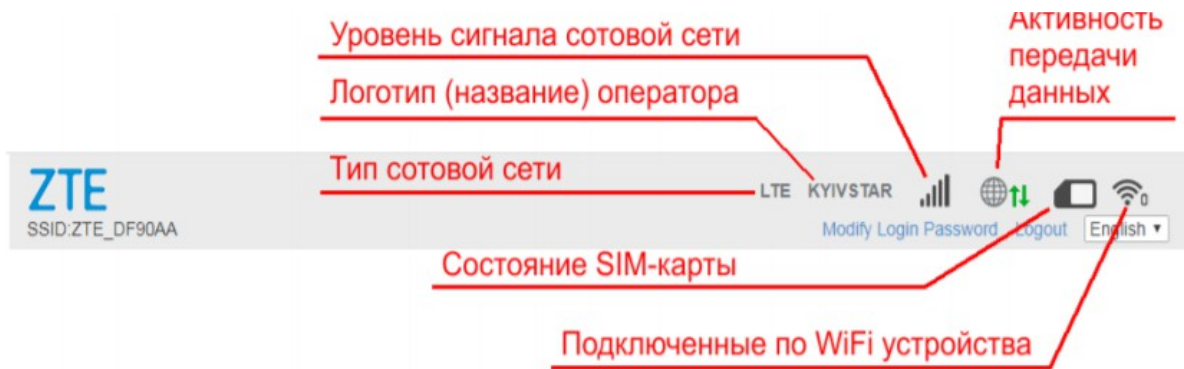 Уровень сигнала сотовой сети
Активность
передачи
данных
Логотип (название) оператора
Тип сотовой сети
ZTE
LTE KYIVSTAR
SSID:ZTE_DF90AA
Modify Login Password Logout English
Состояние SIM-карты
0
Подключенные по WiFi устройства